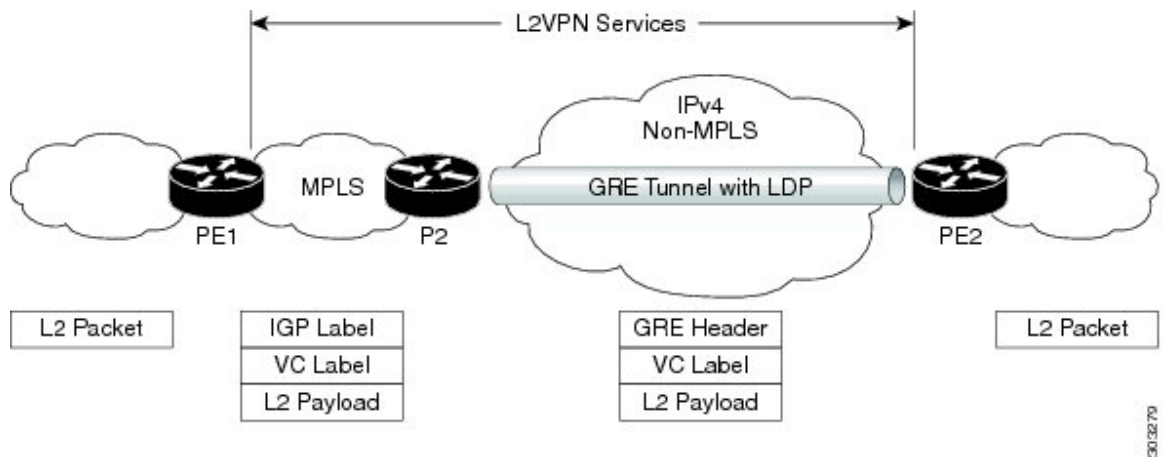 L2VPN Services
IPv4
Non-MPLS
MPLS
GRE Tunnel with LDP
PE1
P2
PE2
L2 Packet
IGP Label
VC Label
L2 Payload
GRE Header
VC Label
L2 Payload
L2 Packet
303279